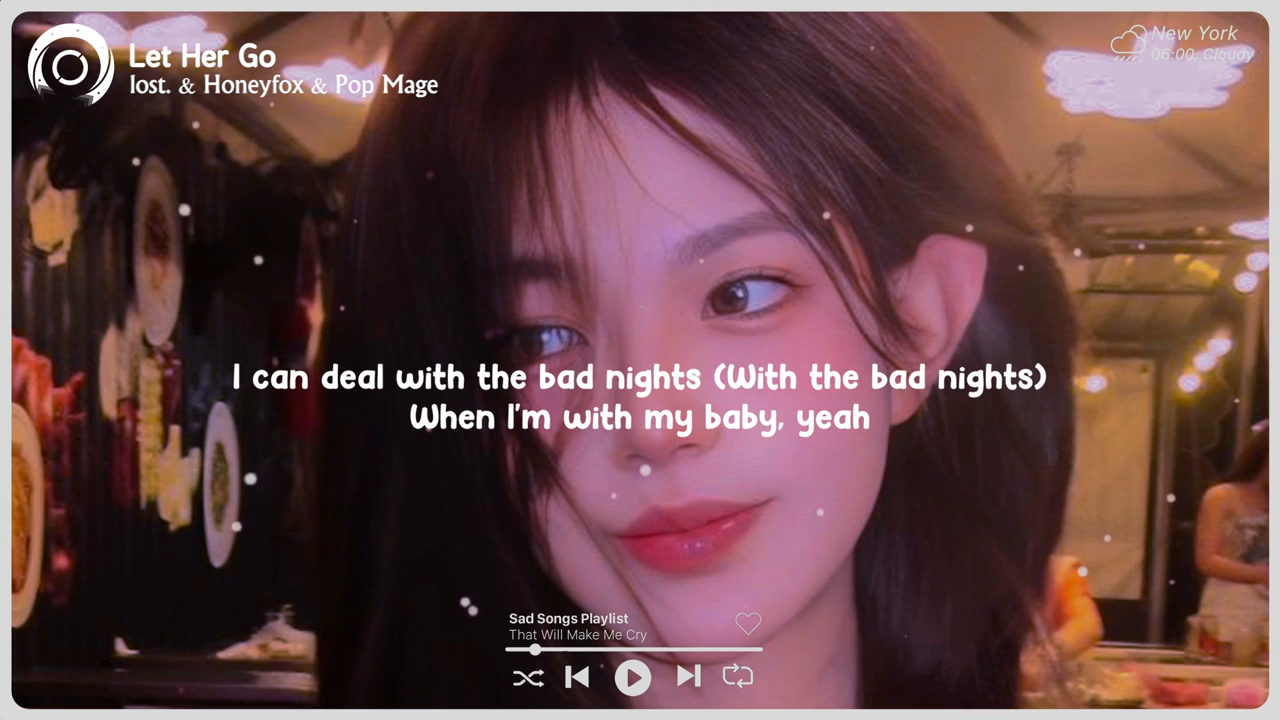 Let Her Go
lost. & Honeyfox & Pop Mage
New York
06:00, Cloudy
I can deal with the bad nights (With the bad nights)
When I'm with my baby, yeah
Sad Songs Playlist
That Will Make Me Cry